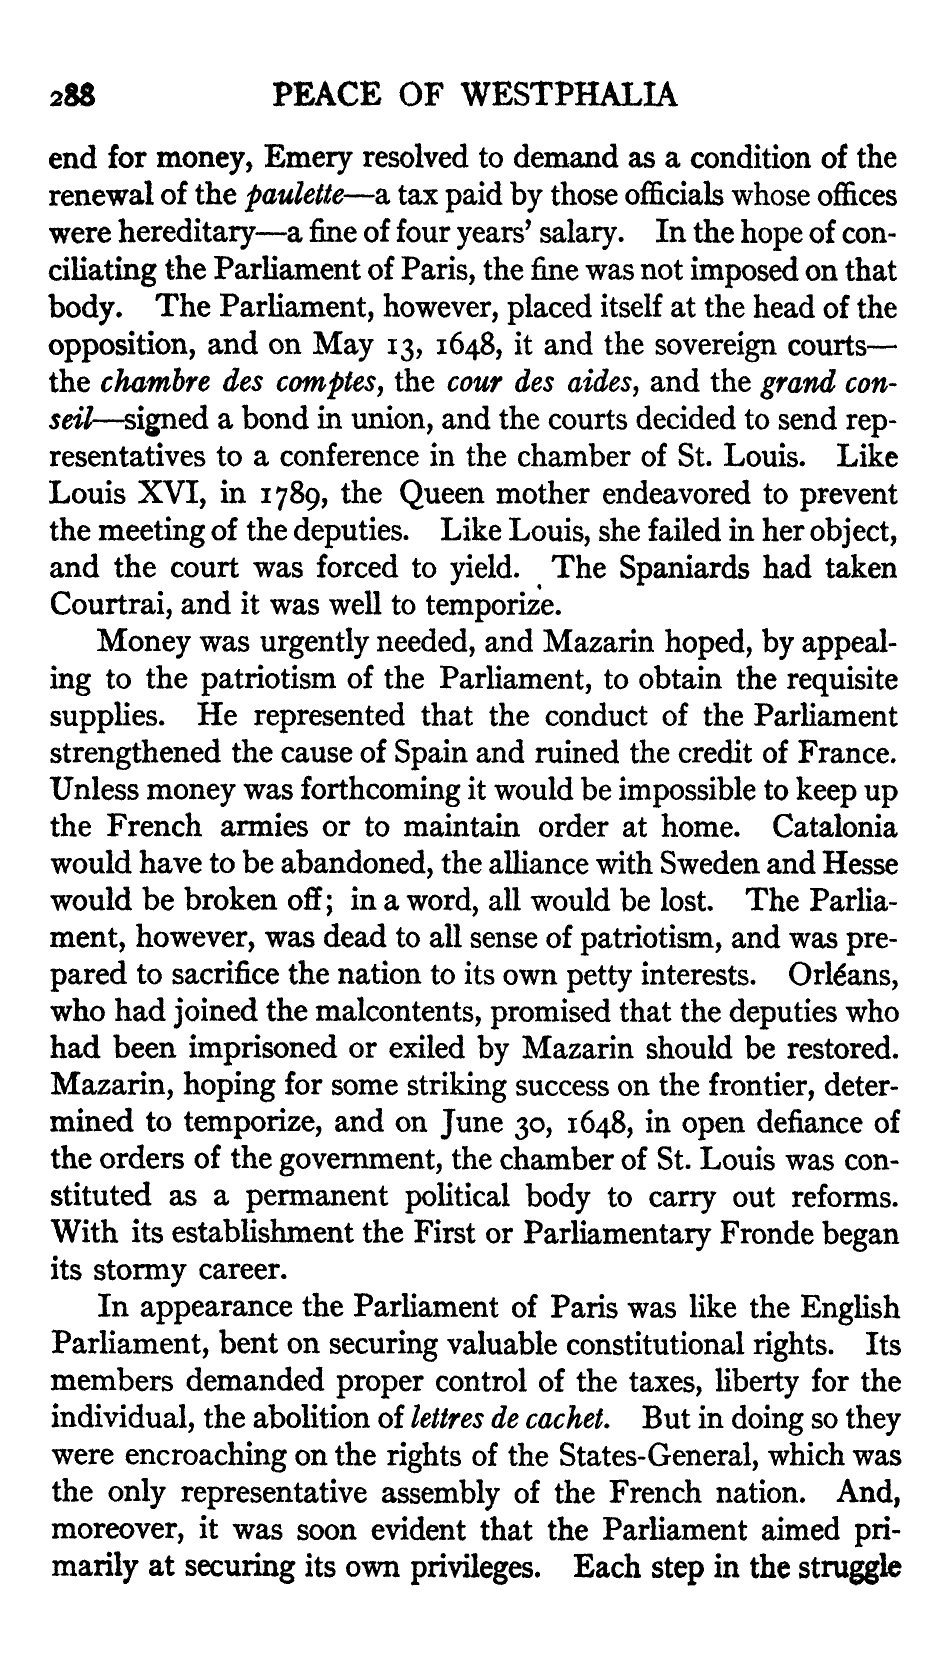 288 PEACE OF WESTPHALIA
end for money, Emery resolved to demand as a condition of the
renewal of the paulette—a tax paid by those officials whose offices
were hereditary—a fine of four years' salary. In the hope of con-
ciliating the Parliament of Paris, the fine was not imposed on that
body. The Parliament, however, placed itself at the head of the
opposition, and on May 13, 1648, it and the sovereign courts—
the chambre des comptes, the cour des aides, and the grand con-
seil—signed a bond in union, and the courts decided to send rep-
resentatives to a conference in the chamber of St. Louis. Like
Louis XVI, in 1789, the Queen mother endeavored to prevent
the meeting of the deputies. Like Louis, she failed in her object,
and the court was forced to yield. The Spaniards had taken
Courtrai, and it was well to temporize.
Money was urgently needed, and Mazarin hoped, by appeal-
ing to the patriotism of the Parliament, to obtain the requisite
supplies. He represented that the conduct of the Parliament
strengthened the cause of Spain and ruined the credit of France.
Unless money was forthcoming it would be impossible to keep up
the French armies or to maintain order at home. Catalonia
would have to be abandoned, the alliance with Sweden and Hesse
would be broken off; in a word, all would be lost. The Parlia-
ment, however, was dead to all sense of patriotism, and was pre-
pared to sacrifice the nation to its own petty interests. Orléans,
who had joined the malcontents, promised that the deputies who
had been imprisoned or exiled by Mazarin should be restored.
Mazarin, hoping for some striking success on the frontier, deter-
mined to temporize, and on June 30, 1648, in open defiance of
the orders of the government, the chamber of St. Louis was con-
stituted as a permanent political body to carry out reforms.
With its establishment the First or Parliamentary Fronde began
its stormy career.
In appearance the Parliament of Paris was like the English
Parliament, bent on securing valuable constitutional rights. Its
members demanded proper control of the taxes, liberty for the
individual, the abolition of lettres de cachet. But in doing so they
were encroaching on the rights of the States-General, which was
the only representative assembly of the French nation. And,
moreover, it was soon evident that the Parliament aimed pri-
marily at securing its own privileges. Each step in the struggle